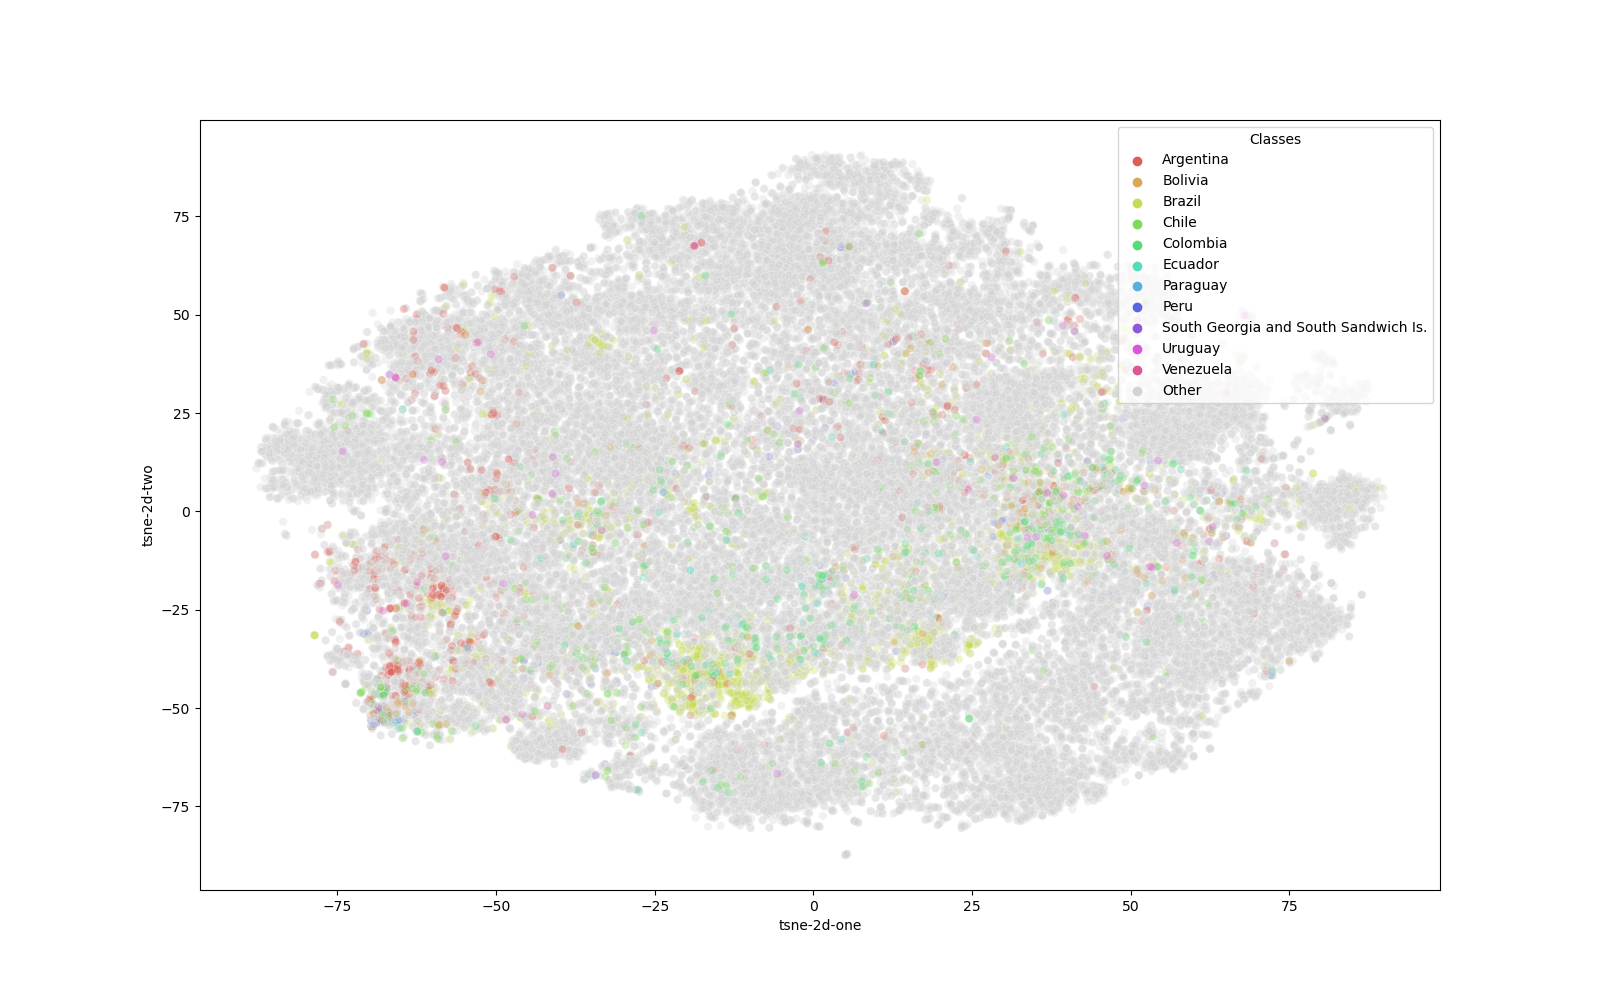 Classes
Argentina
Bolivia
Brazil
Chile
Colombia
Ecuador
Paraguay
Peru
South Georgia and South Sandwich Is.
Uruguay
Venezuela
Other
75
50
25
0
−25
−50
−75
tsne-2d-two
−75 −50 −25 0 25 50 75
tsne-2d-one